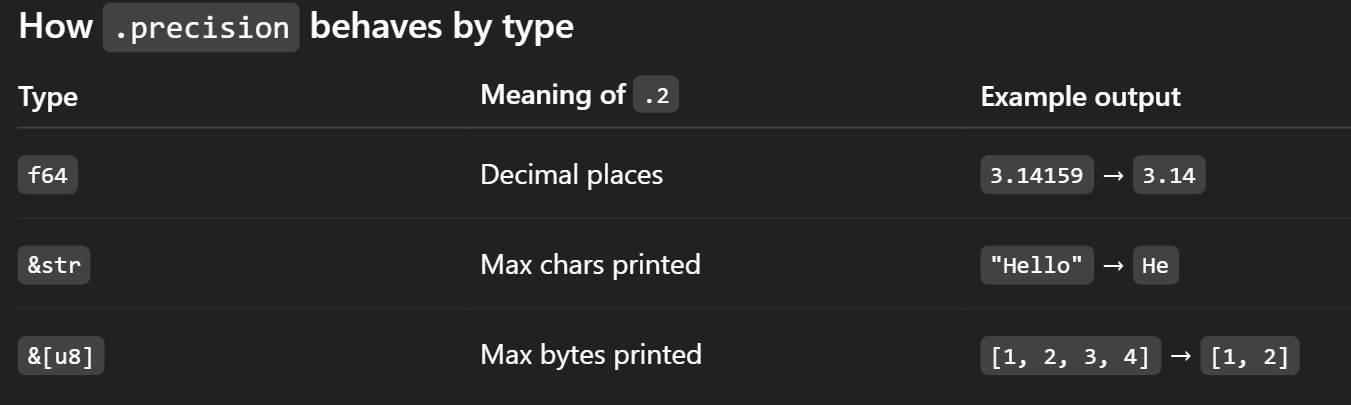 How .precision behaves by type
Type Meaning of .2 Example output
f64 Decimal places 3.14159 → 3.14
&str Max chars printed "Hello" → He
&[u8] Max bytes printed [1, 2, 3, 4] → [1, 2]